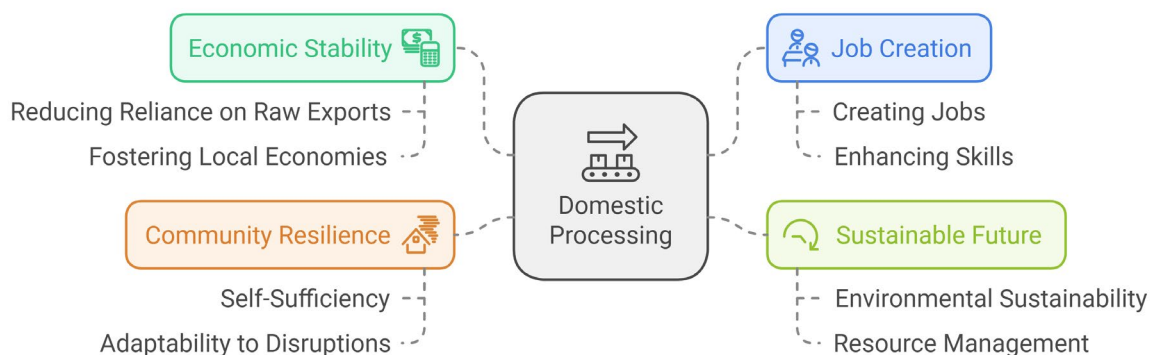 Economic Stability
Reducing Reliance on Raw Exports
Fostering Local Economies
Community Resilience
Self-Sufficiency
Adaptability to Disruptions
$
Domestic
Processing
Job Creation
Creating Jobs
Enhancing Skills
Sustainable Future
Environmental Sustainability
Resource Management